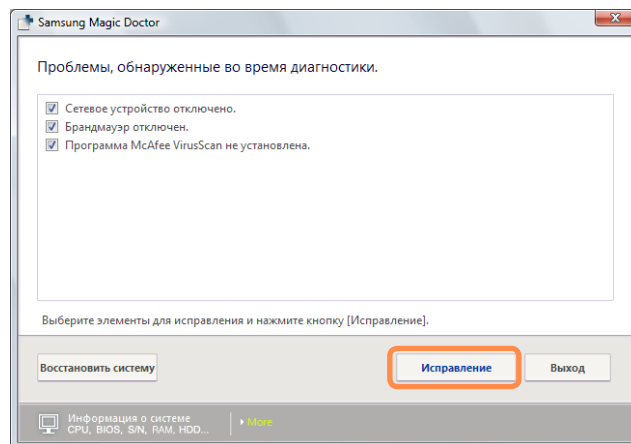 Samsung Magic Doctor
Проблемы, обнаруженные во время диагностики.
Сетевое устройство отключено.
Брандмауэр отключен.
Программа McAfee VirusScan не установлена.
Выберите элементы для исправления и нажмите кнопку [Исправление].
Восстановить систему
Исправление
Выход
Информация о системе
CPU, BIOS, S/N, RAM, HDD...
More